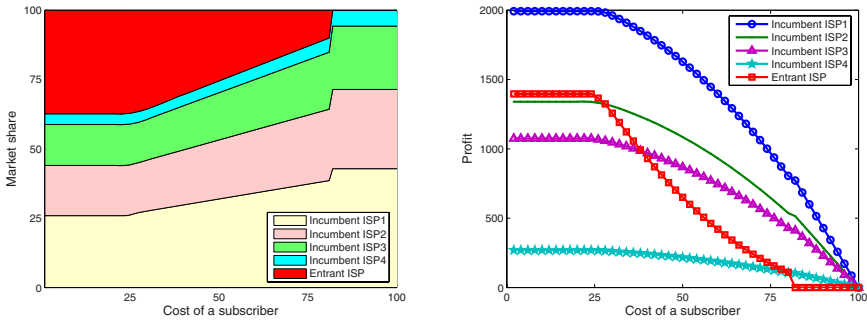 100
75
50
25
0
Market share
Incumbent ISP1
Incumbent ISP2
Incumbent ISP3
Incumbent ISP4
Entrant ISP
25
50
75
100
Cost of a subscriber
2000
1500
1000
500
0
Profit
Incumbent ISP1
Incumbent ISP2
Incumbent ISP3
Incumbent ISP4
Entrant ISP
0
25
50
75
100
Cost of a subscriber